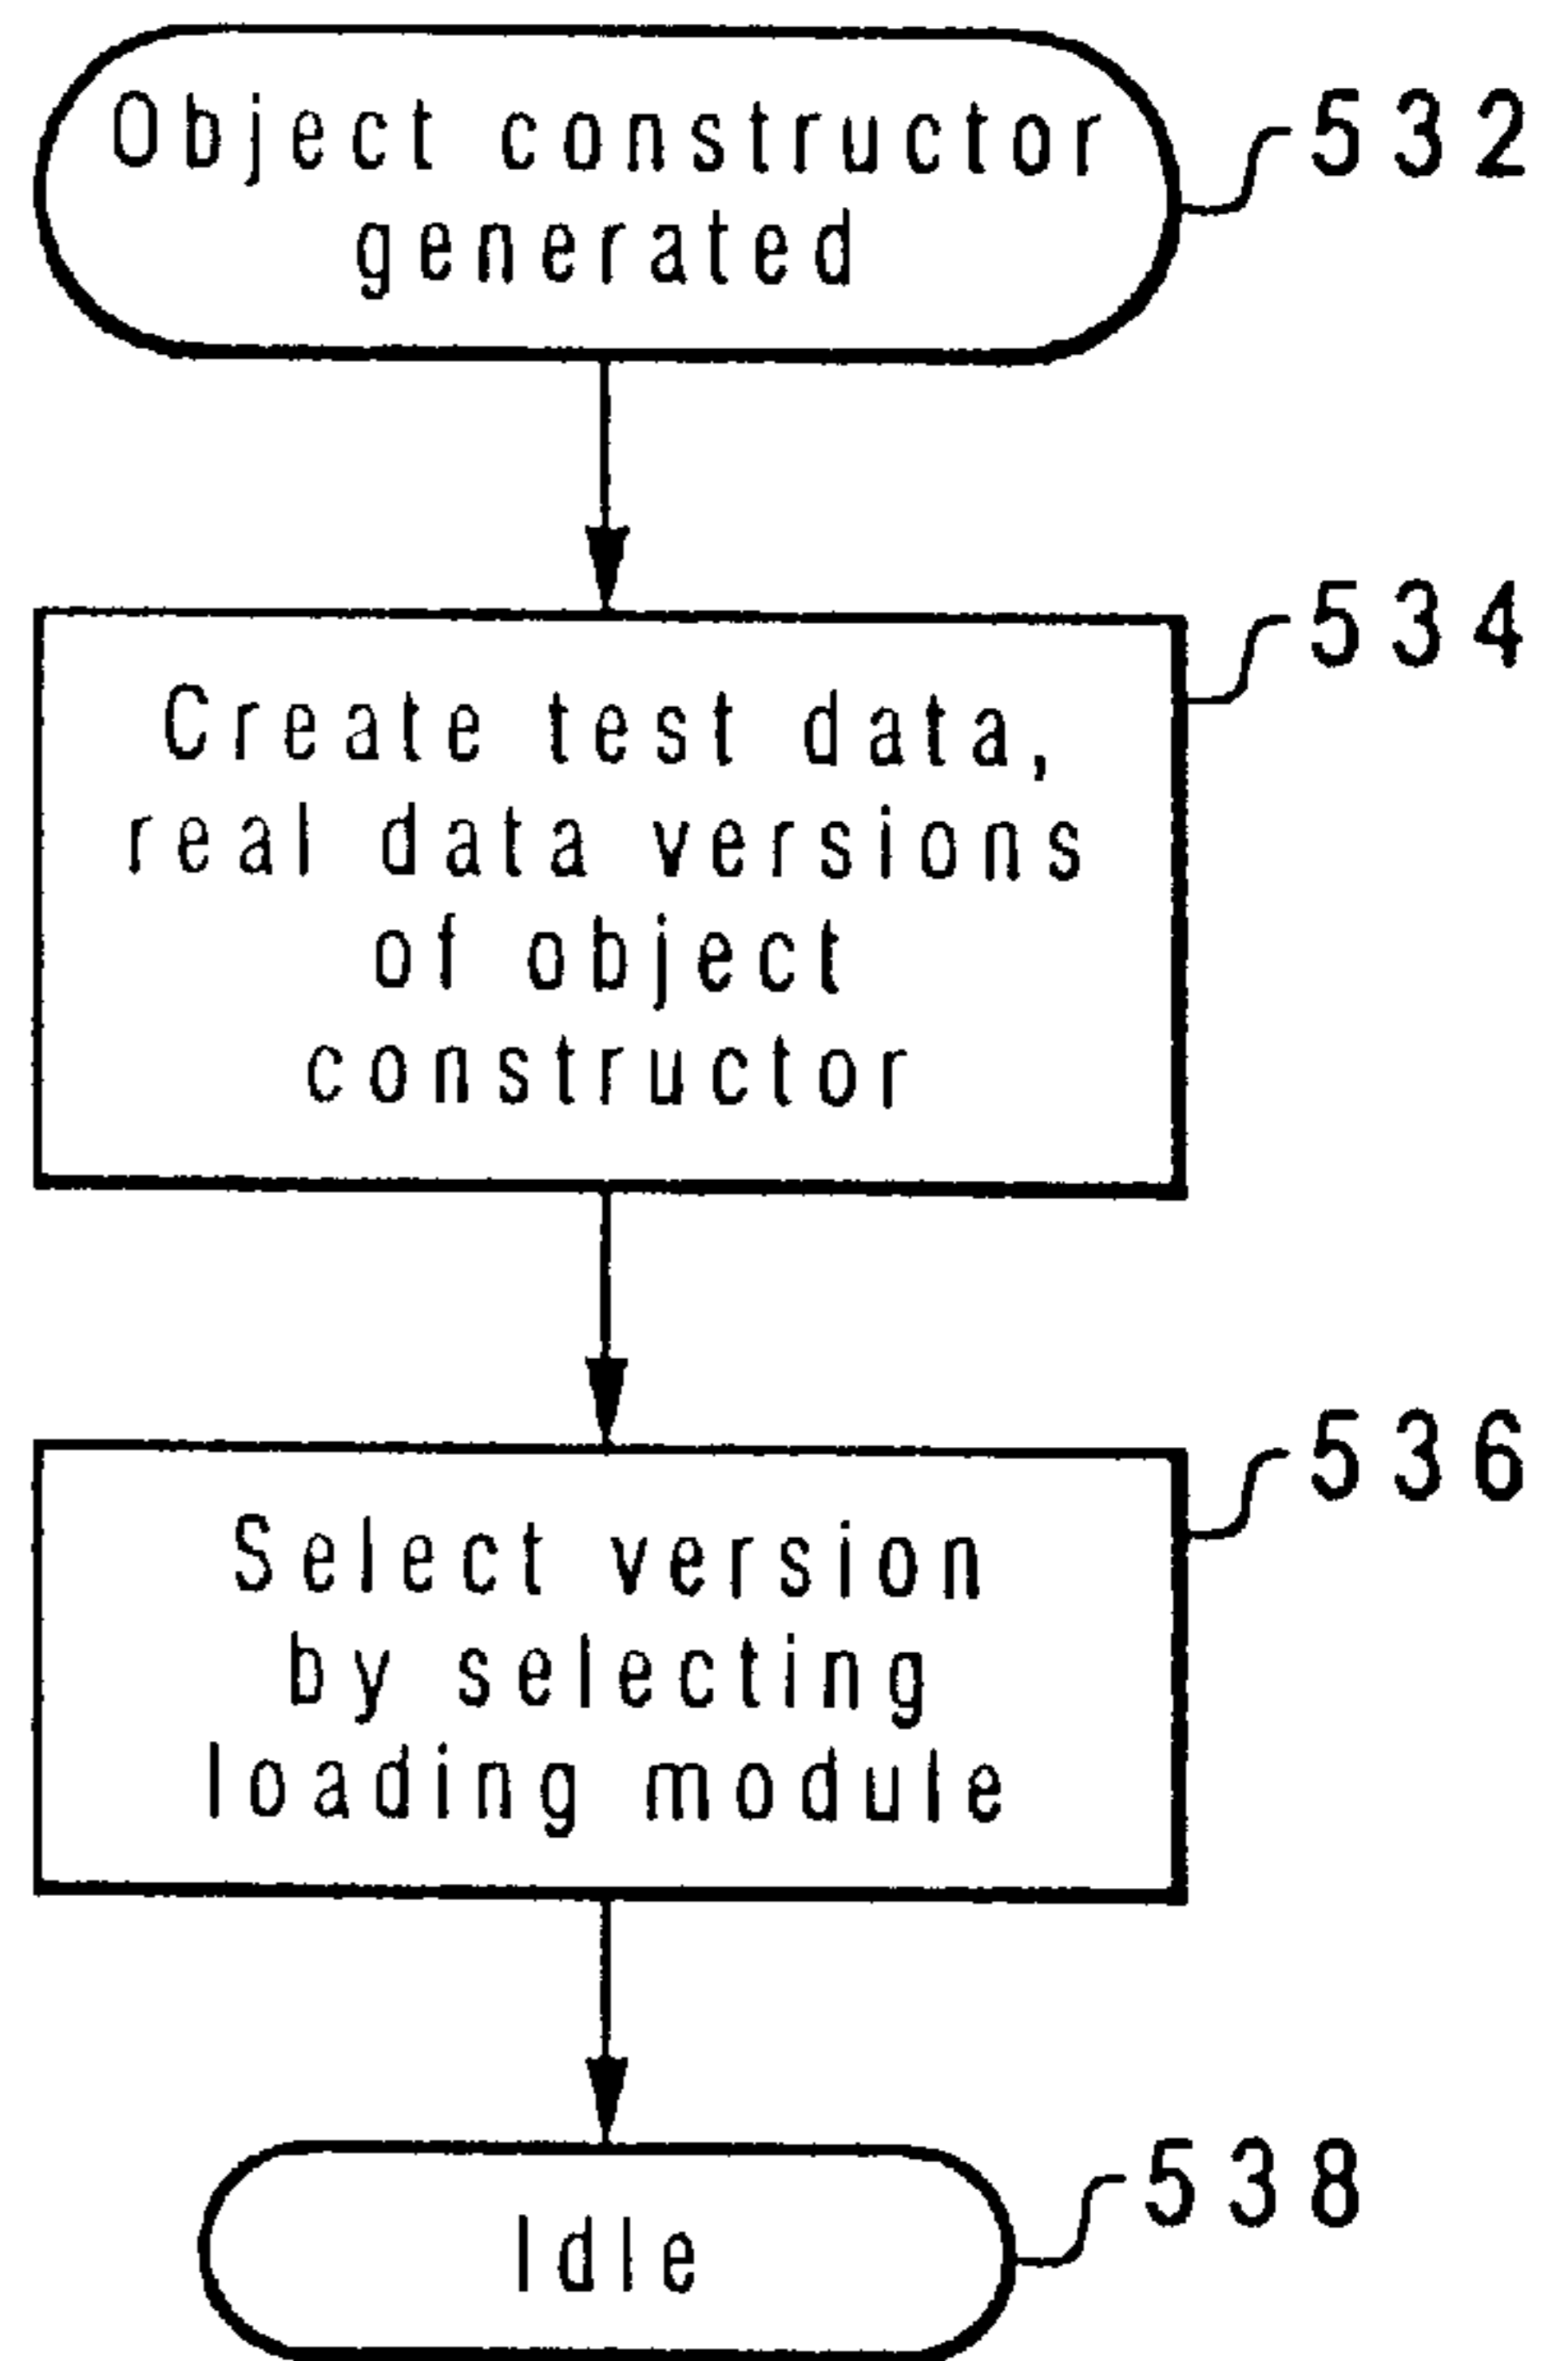 Object constructor
generated
532
Create test data,
real data versions
of object
constructor
534
Select version
by selecting
loading module
536
Idle
538